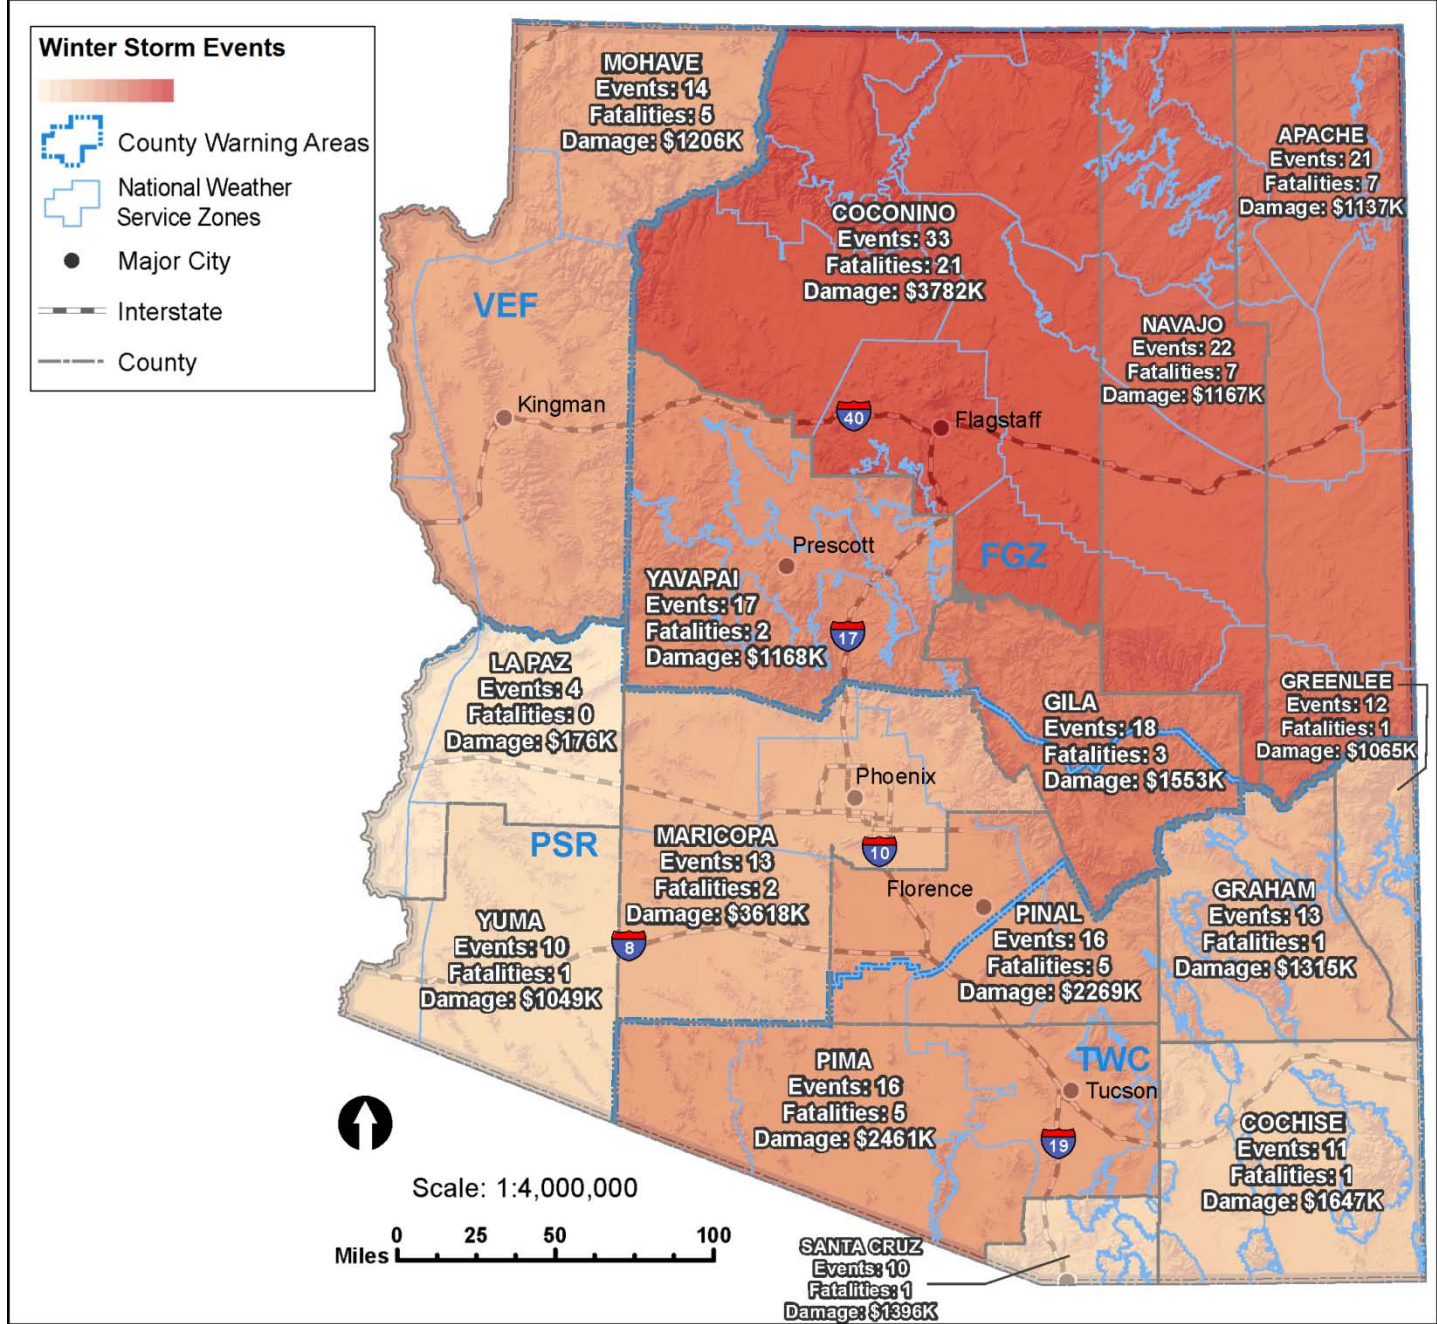 Winter Storm Events
County Warning Areas
National Weather
Service Zones
Major City
Interstate
County
MOHAVE
Events: 14
Fatalities: 5
Damage: $1206K
COCONINO
Events: 33
Fatalities: 21
Damage: $3782K
APACHE
Events: 21
Fatalities: 7
Damage: $1137K
NAVAJO
Events: 22
Fatalities: 7
Damage: $1167K
VEF
Kingman
40
Flagstaff
FGZ
Prescott
YAVAPAI
Events: 17
Fatalities: 2
Damage: $1168K
17
LA PAZ
Events: 4
Fatalities: 0
Damage: $176K
GILA
Events: 18
Fatalities: 3
Damage: $1553K
GREENLEE
Events: 12
Fatalities: 1
Damage: $1065K
Phoenix
PSR
MARICOPA
Events: 13
Fatalities: 2
Damage: $3618K
10
Florence
YUMA
Events: 10
Fatalities: 1
Damage: $1049K
8
PINAL
Events: 16
Fatalities: 5
Damage: $2269K
GRAHAM
Events: 13
Fatalities: 1
Damage: $1315K
PIMA
Events: 16
Fatalities: 5
Damage: $2461K
TWC
Tucson
19
COCHISE
Events: 11
Fatalities: 1
Damage: $1647K
SANTA CRUZ
Events: 10
Fatalities: 1
Damage: $1396K
Scale: 1:4,000,000
0 25 50 100
Miles